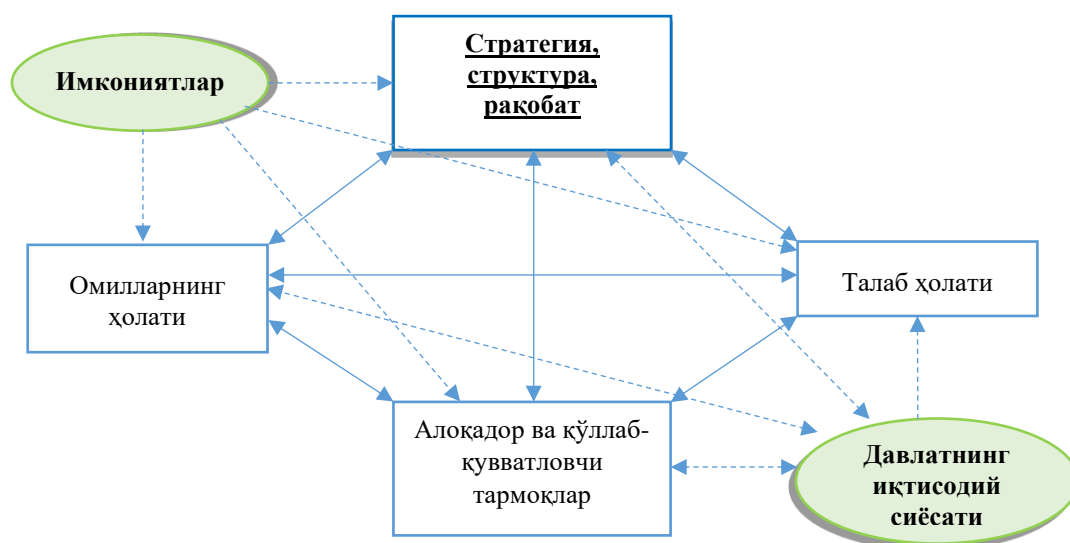 Имкониятлар
Стратегия,
структура,
рақобат
Омилларнинг
ҳолати
Талаб ҳолати
Алоқадор ва қўллаб-
қувватловчи
тармоқлар
Давлатнинг
иқтисодий
сиёсати